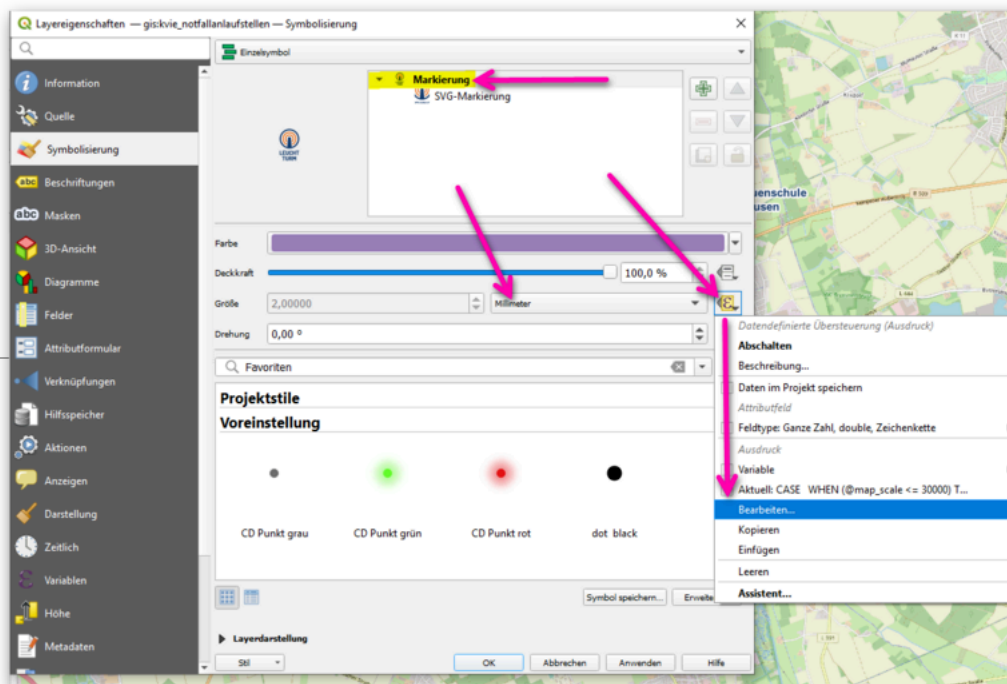 Layereigenschaften — gis:kvie_notfallanlaufstellen — Symbolisierung
Information
Quelle
Symbolisierung
abc Beschriftungen
abc Masken
3D-Ansicht
Diagramme
Felder
Attributformular
Verknüpfungen
Hilfsspeicher
Aktionen
Anzeigen
Darstellung
Zeitlich
Variablen
Höhe
Metadaten
Einzelsymbol
Markierung
SVG-Markierung
LEUCHT
TURM
Farbe
Deckkraft
100,0 %
Größe
2,00000
Millimeter
Drehung
0,00 °
Favoriten
Projektstile
Voreinstellung
CD Punkt grau
CD Punkt grün
CD Punkt rot
dot black
Symbol speichern...
Erweite
Layerdarstellung
Stil
OK
Abbrechen
Anwenden
Hilfe
Datendefinierte Übersteuerung (Ausdruck)
Abschalten
Beschreibung...
Daten im Projekt speichern
Attributfeld
Feldtype: Ganze Zahl, double, Zeichenkette
Ausdruck
Variable
Aktuell: CASE WHEN (@map_scale <= 30000) T...
Bearbeiten...
Kopieren
Einfügen
Leeren
Assistent...
uenschule
usen